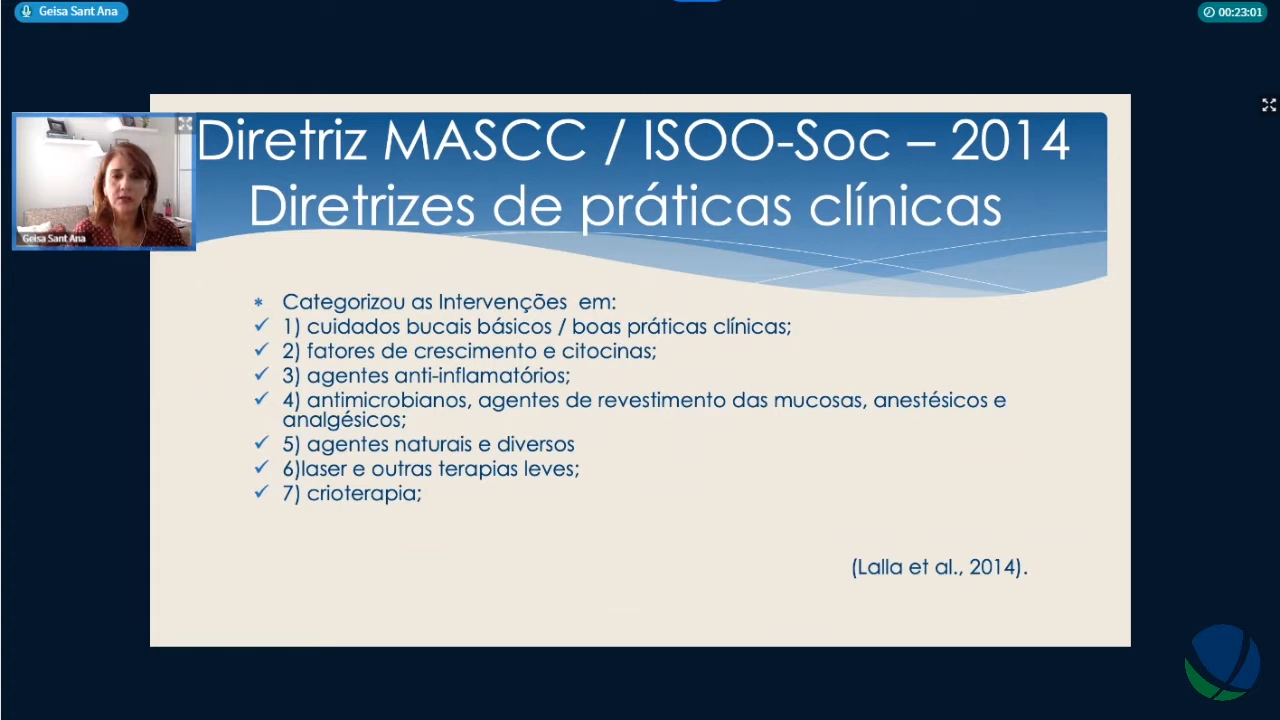 Geisa Sant Ana
00:23:01
Diretriz MASCC / ISOO-Soc – 2014
Diretrizes de práticas clínicas
Geisa Sant Ana
Categorizou as Intervenções em:
1) cuidados bucais básicos / boas práticas clínicas;
2) fatores de crescimento e citocinas;
3) agentes anti-inflamatórios;
4) antimicrobianos, agentes de revestimento das mucosas, anestésicos e
analgésicos;
5) agentes naturais e diversos
6)laser e outras terapias leves;
7) crioterapia;
(Lalla et al., 2014).